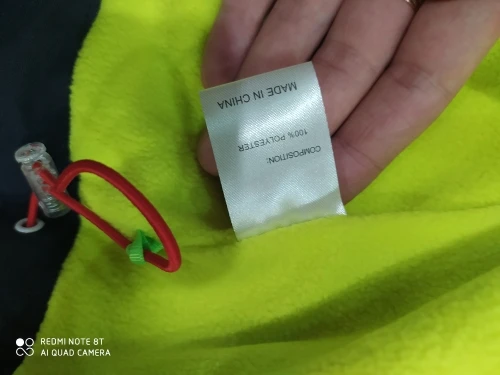 COMPOSITION:
100% POLYESTER
MADE IN CHINA
REDMI NOTE 8T
AI QUAD CAMERA